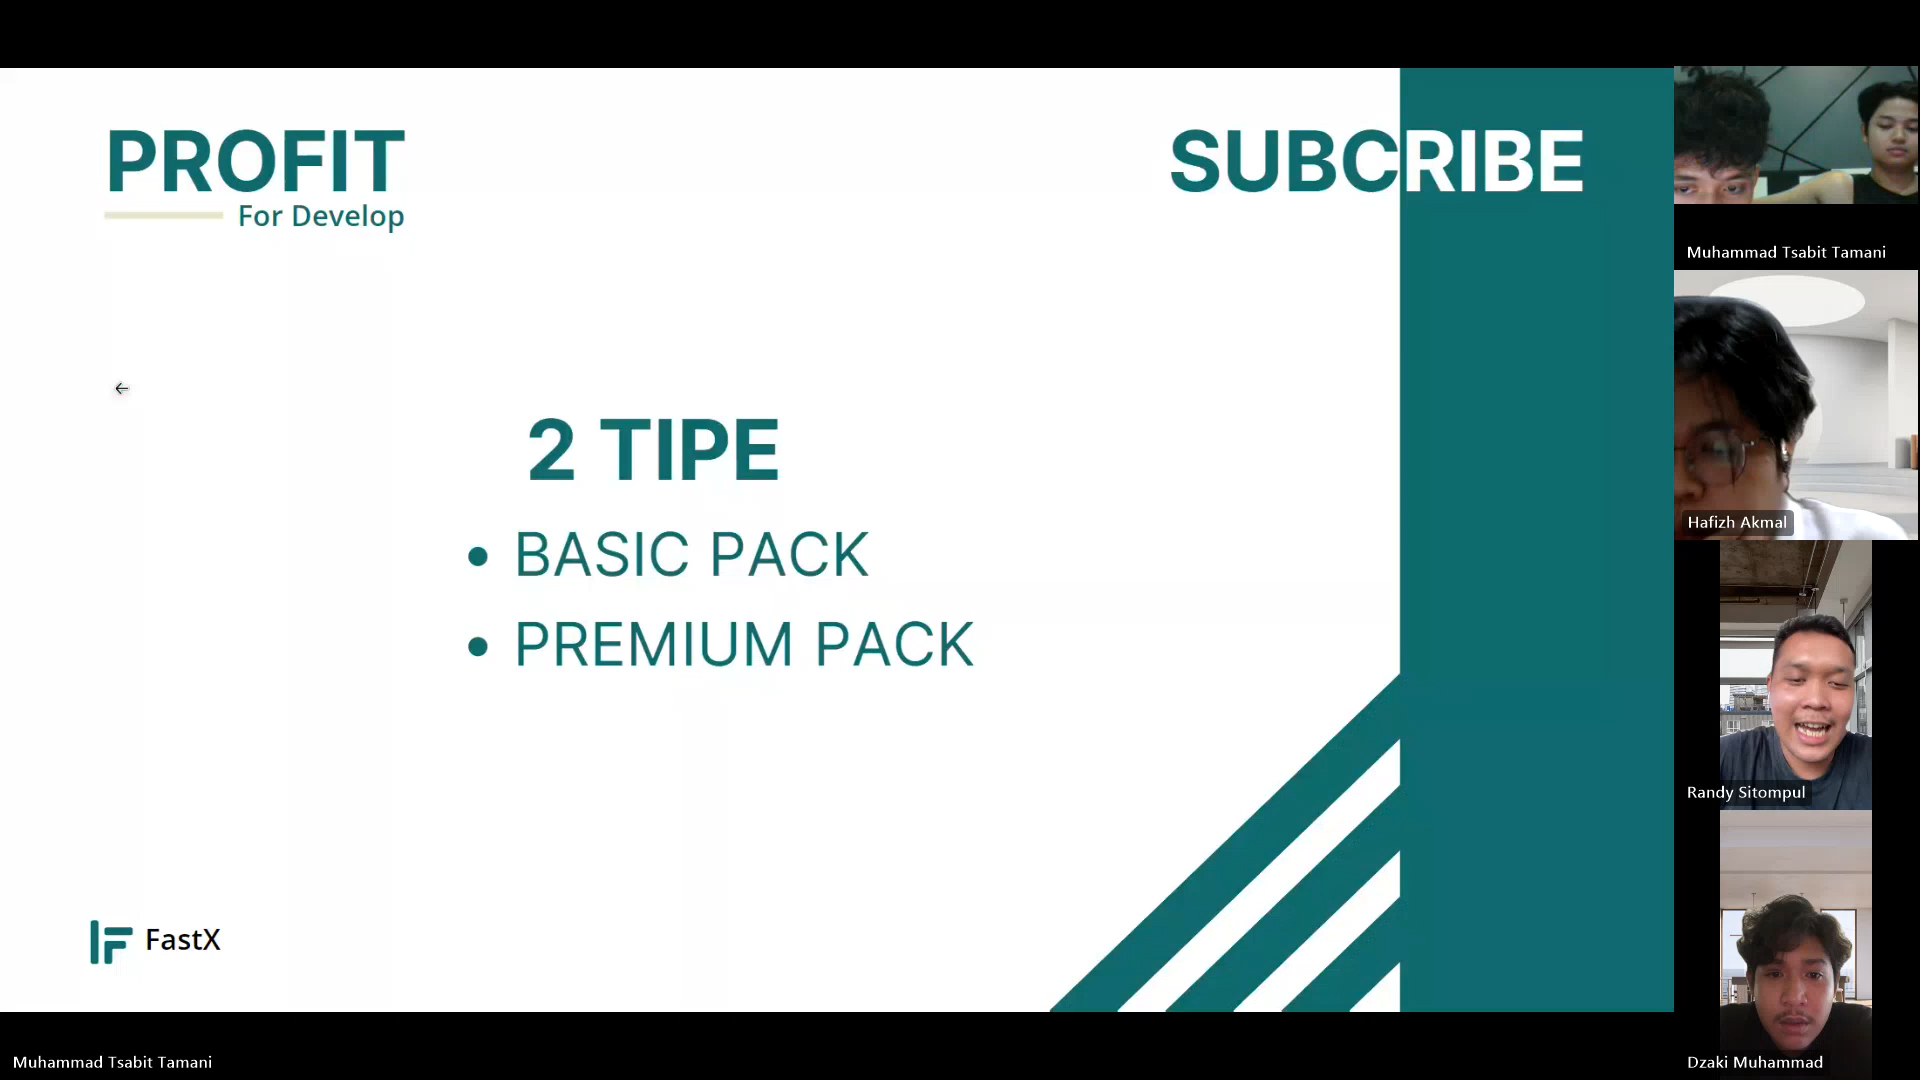 PROFIT
For Develop
SUBCRIBE
2 TIPE
• BASIC PACK
• PREMIUM PACK
FastX
Muhammad Tsabit Tamani
Muhammad Tsabit Tamani
Hafizh Akmal
Randy Sitompul
Dzaki Muhammad